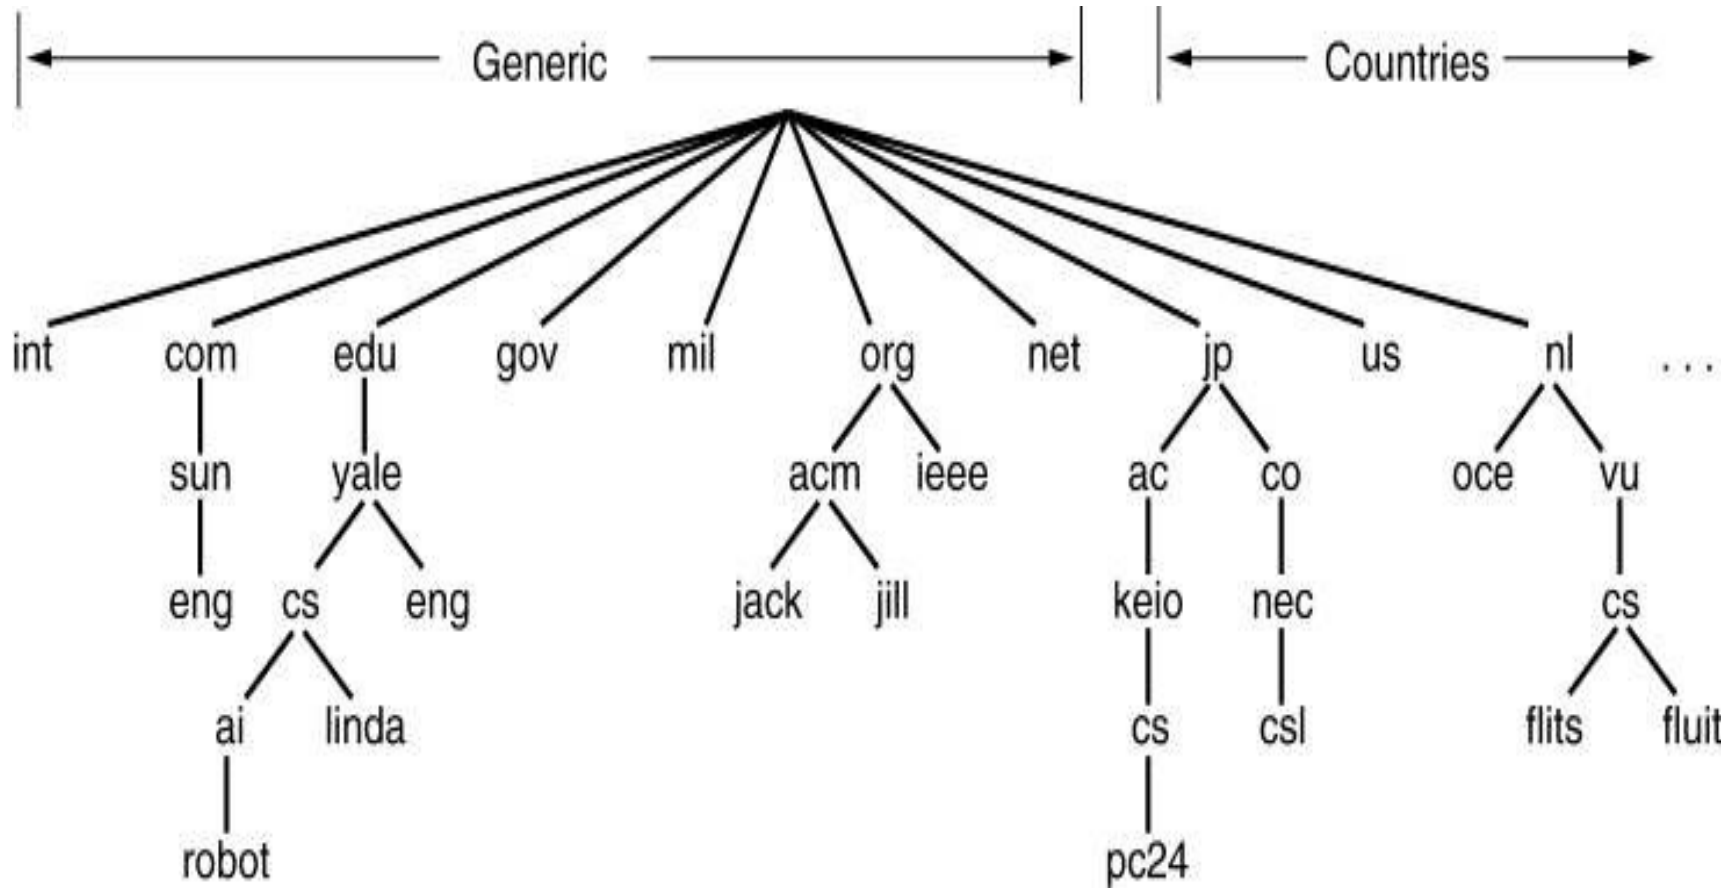 Generic Countries
int com edu gov mil org net jp us nl ...
sun yale acm ieee ac co oce vu
eng cs eng jack jill keio nec cs
ai linda cs csl flits fluit
robot pc24